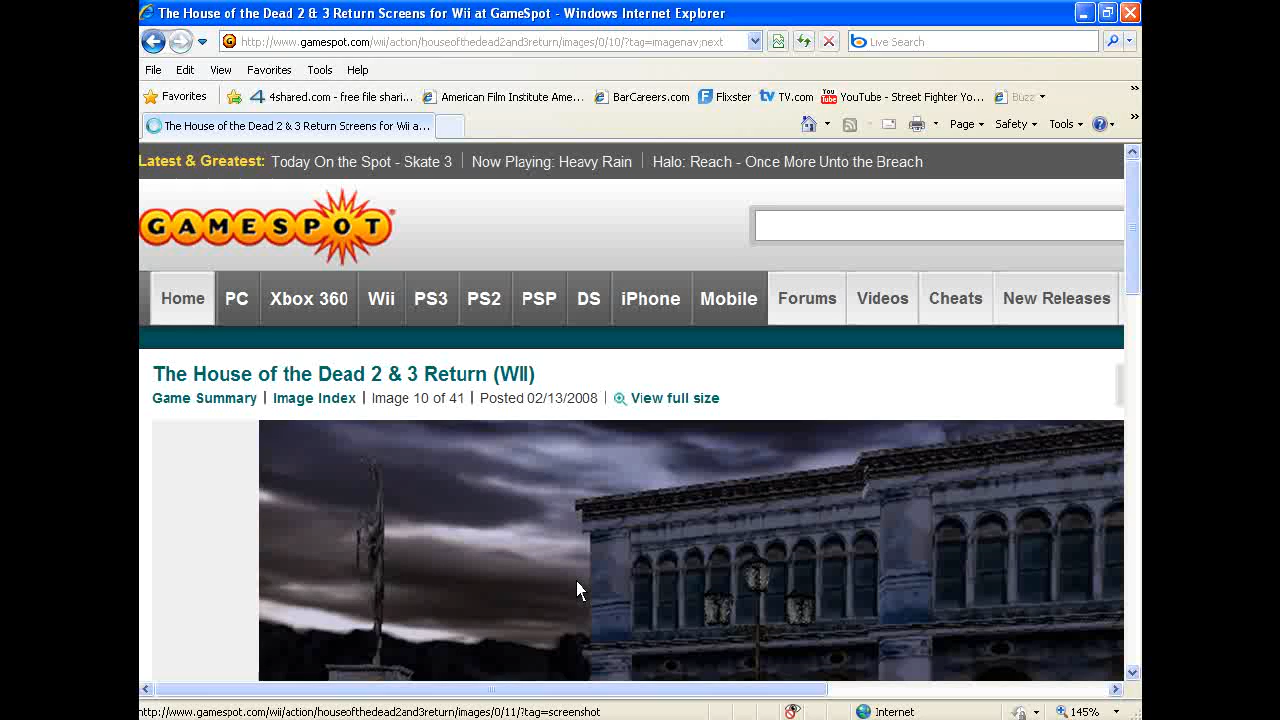 The House of the Dead 2 & 3 Return Screens for Wii at GameSpot - Windows Internet Explorer
http://www.gamespot.com/wii/action/houseofthedead2and3return/images/0/10/?tag=imagenav;next
Live Search
File Edit View Favorites Tools Help
Favorites 4shared.com - free file shari... American Film Institute Ame... BarCareers.com Flixster tv TV.com You Tube YouTube - Street Fighter Yo... Buzz
The House of the Dead 2 & 3 Return Screens for Wii a... Page Safety Tools
Latest & Greatest: Today On the Spot - Skate 3 | Now Playing: Heavy Rain | Halo: Reach - Once More Unto the Breach
GAMESPOT
Home PC Xbox 360 Wii PS3 PS2 PSP DS iPhone Mobile Forums Videos Cheats New Releases
The House of the Dead 2 & 3 Return (WII)
Game Summary | Image Index | Image 10 of 41 | Posted 02/13/2008 | View full size
http://www.gamespot.com/wii/action/houseofthedead2and3return/images/0/11/?tag=screenshot Internet 145%